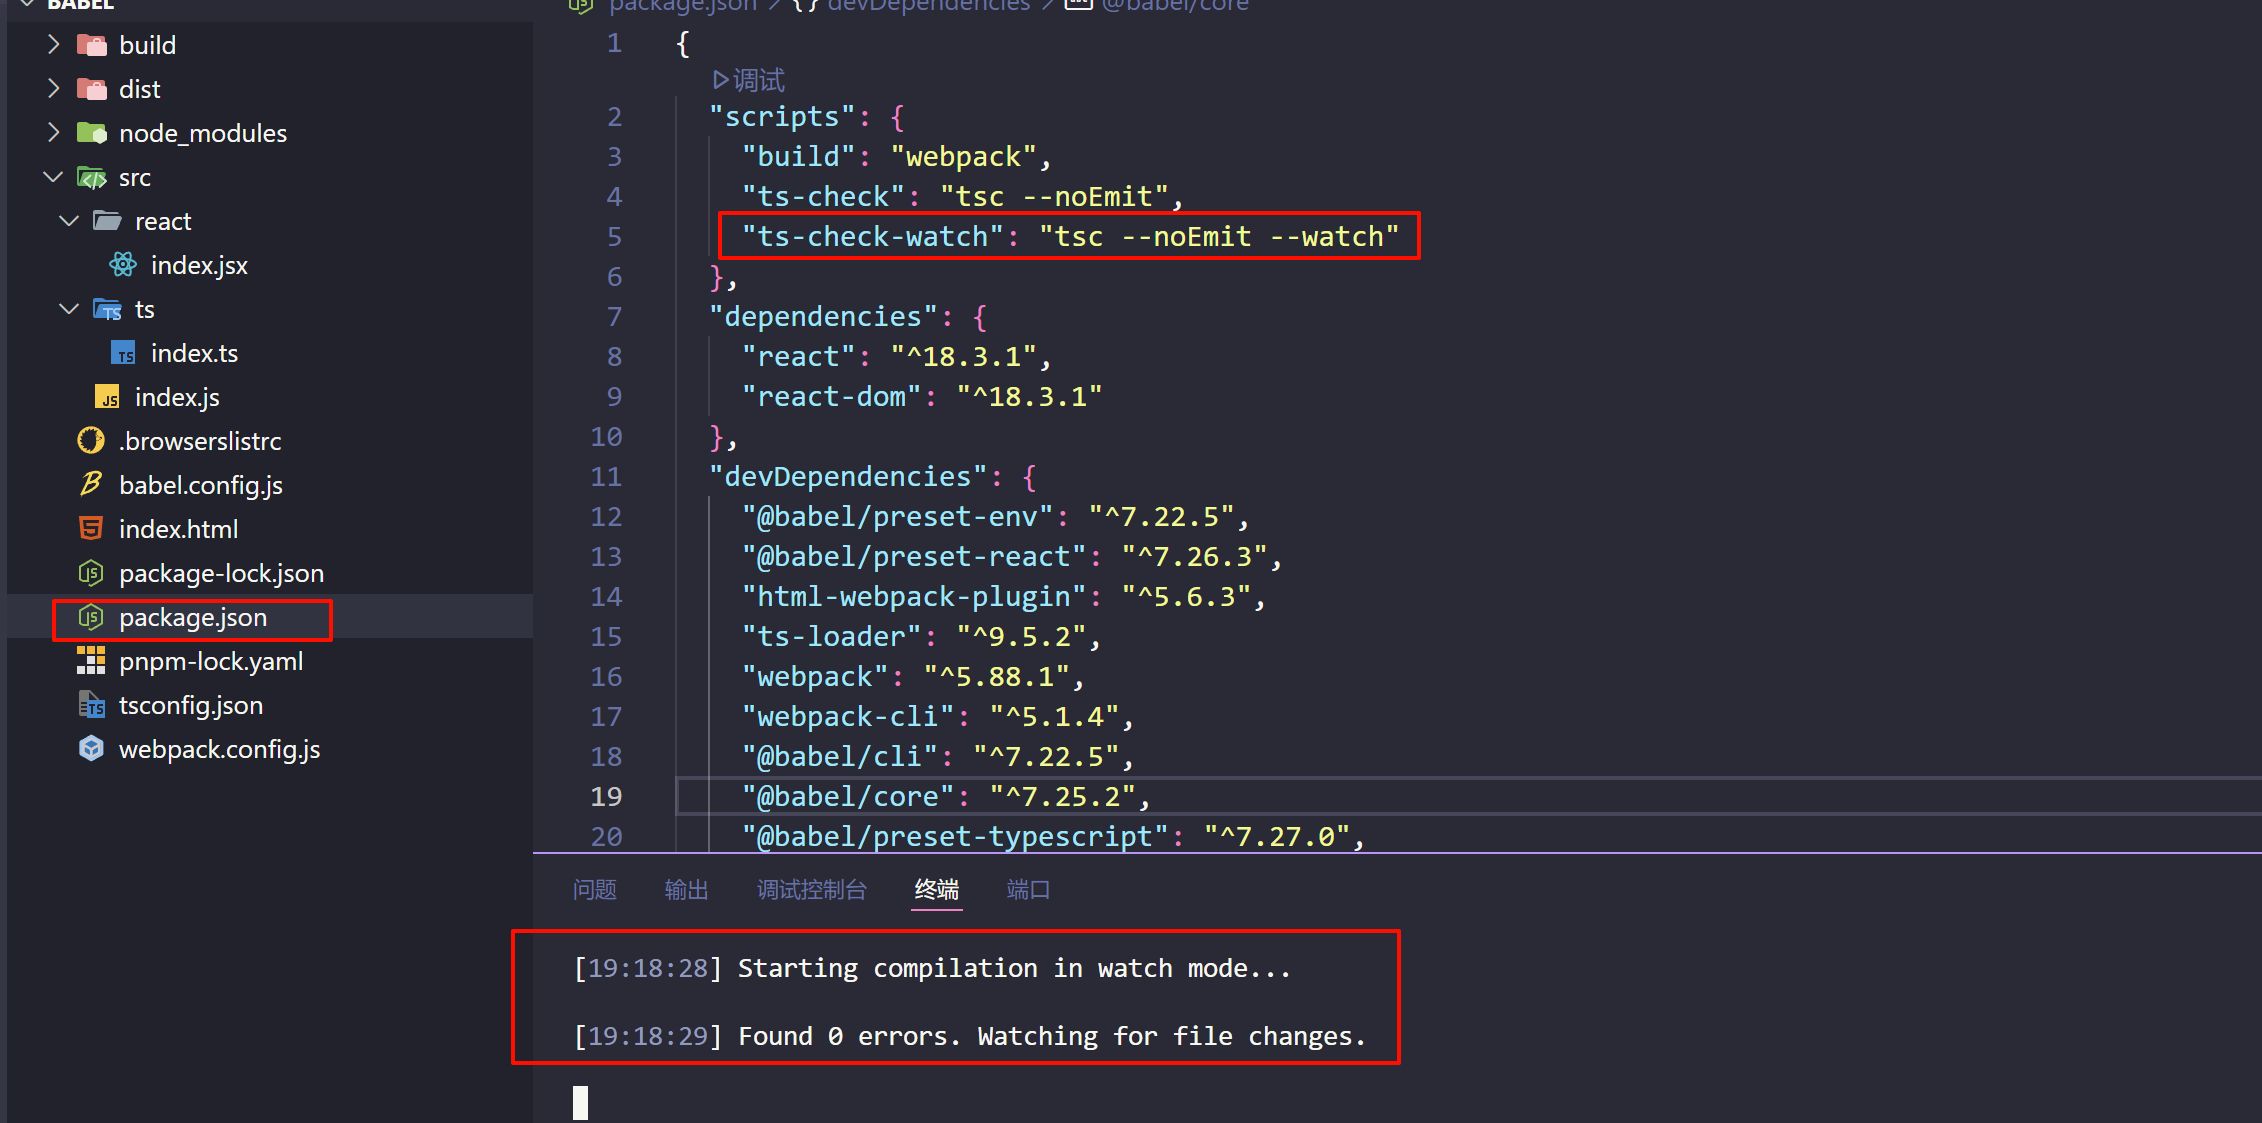 BABEL
build
dist
node_modules
src
react
index.jsx
ts
index.ts
index.js
.browserslistrc
babel.config.js
index.html
package-lock.json
package.json
pnpm-lock.yaml
tsconfig.json
webpack.config.js
package.json > {} devDependencies > @babel/core
1 {
调试
2 "scripts": {
3 "build": "webpack",
4 "ts-check": "tsc --noEmit",
5 "ts-check-watch": "tsc --noEmit --watch"
6 },
7 "dependencies": {
8 "react": "^18.3.1",
9 "react-dom": "^18.3.1"
10 },
11 "devDependencies": {
12 "@babel/preset-env": "^7.22.5",
13 "@babel/preset-react": "^7.26.3",
14 "html-webpack-plugin": "^5.6.3",
15 "ts-loader": "^9.5.2",
16 "webpack": "^5.88.1",
17 "webpack-cli": "^5.1.4",
18 "@babel/cli": "^7.22.5",
19 "@babel/core": "^7.25.2",
20 "@babel/preset-typescript": "^7.27.0",
问题 输出 调试控制台 终端 端口
[19:18:28] Starting compilation in watch mode...
[19:18:29] Found 0 errors. Watching for file changes.